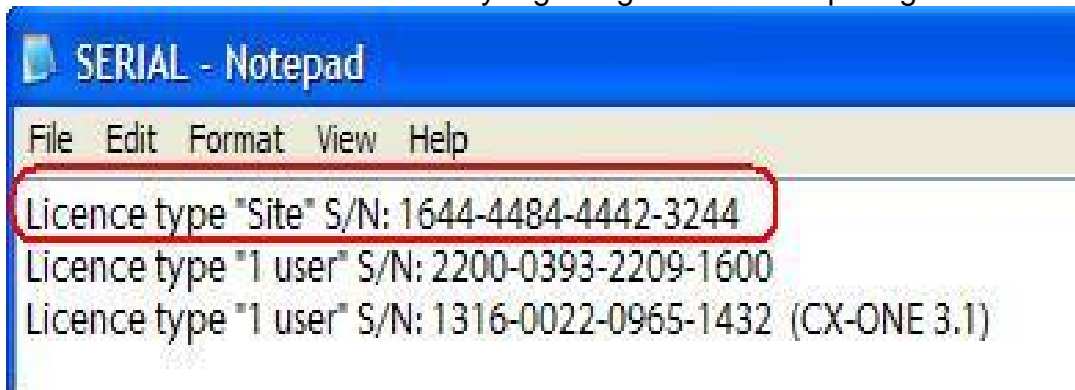 SERIAL - Notepad
File Edit Format View Help
Licence type "Site" S/N: 1644-4484-4442-3244
Licence type "1 user" S/N: 2200-0393-2209-1600
Licence type "1 user" S/N: 1316-0022-0965-1432 (CX-ONE 3.1)